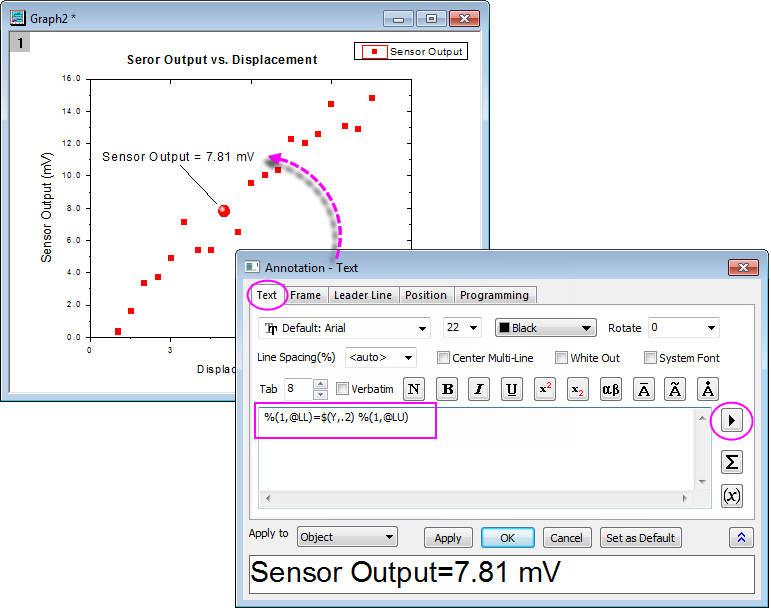 Graph2 *
1
Seror Output vs. Displacement
Sensor Output
16.0
14.0
12.0
10.0
8.0
6.0
4.0
2.0
0.0
0
3
Sensor Output (mV)
Sensor Output = 7.81 mV
Displac
Annotation - Text
Text Frame Leader Line Position Programming
Default: Arial 22 Black Rotate 0
Line Spacing(%) <auto> Center Multi-Line White Out System Font
Tab 8 Verbatim N B I U x² x₂ αβ Ā Ã Ȧ
%(1,@LL)=$(Y,.2) %(1,@LU)
Σ
(x)
Apply to Object Apply OK Cancel Set as Default
Sensor Output=7.81 mV